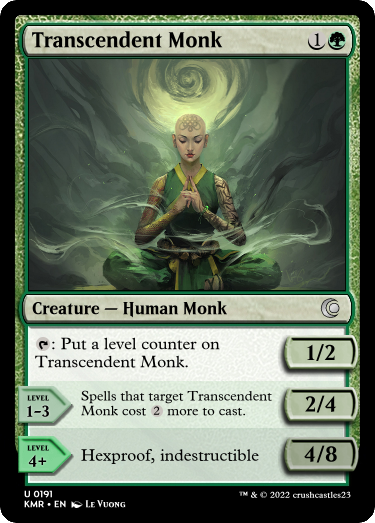 Transcendent Monk 1
Creature — Human Monk
: Put a level counter on
Transcendent Monk.
1/2
LEVEL
1-3
Spells that target Transcendent
Monk cost 2 more to cast.
2/4
LEVEL
4+
Hexproof, indestructible
4/8
U 0191
KMR • EN Le Vuong
™ & © 2022 crushcastles23